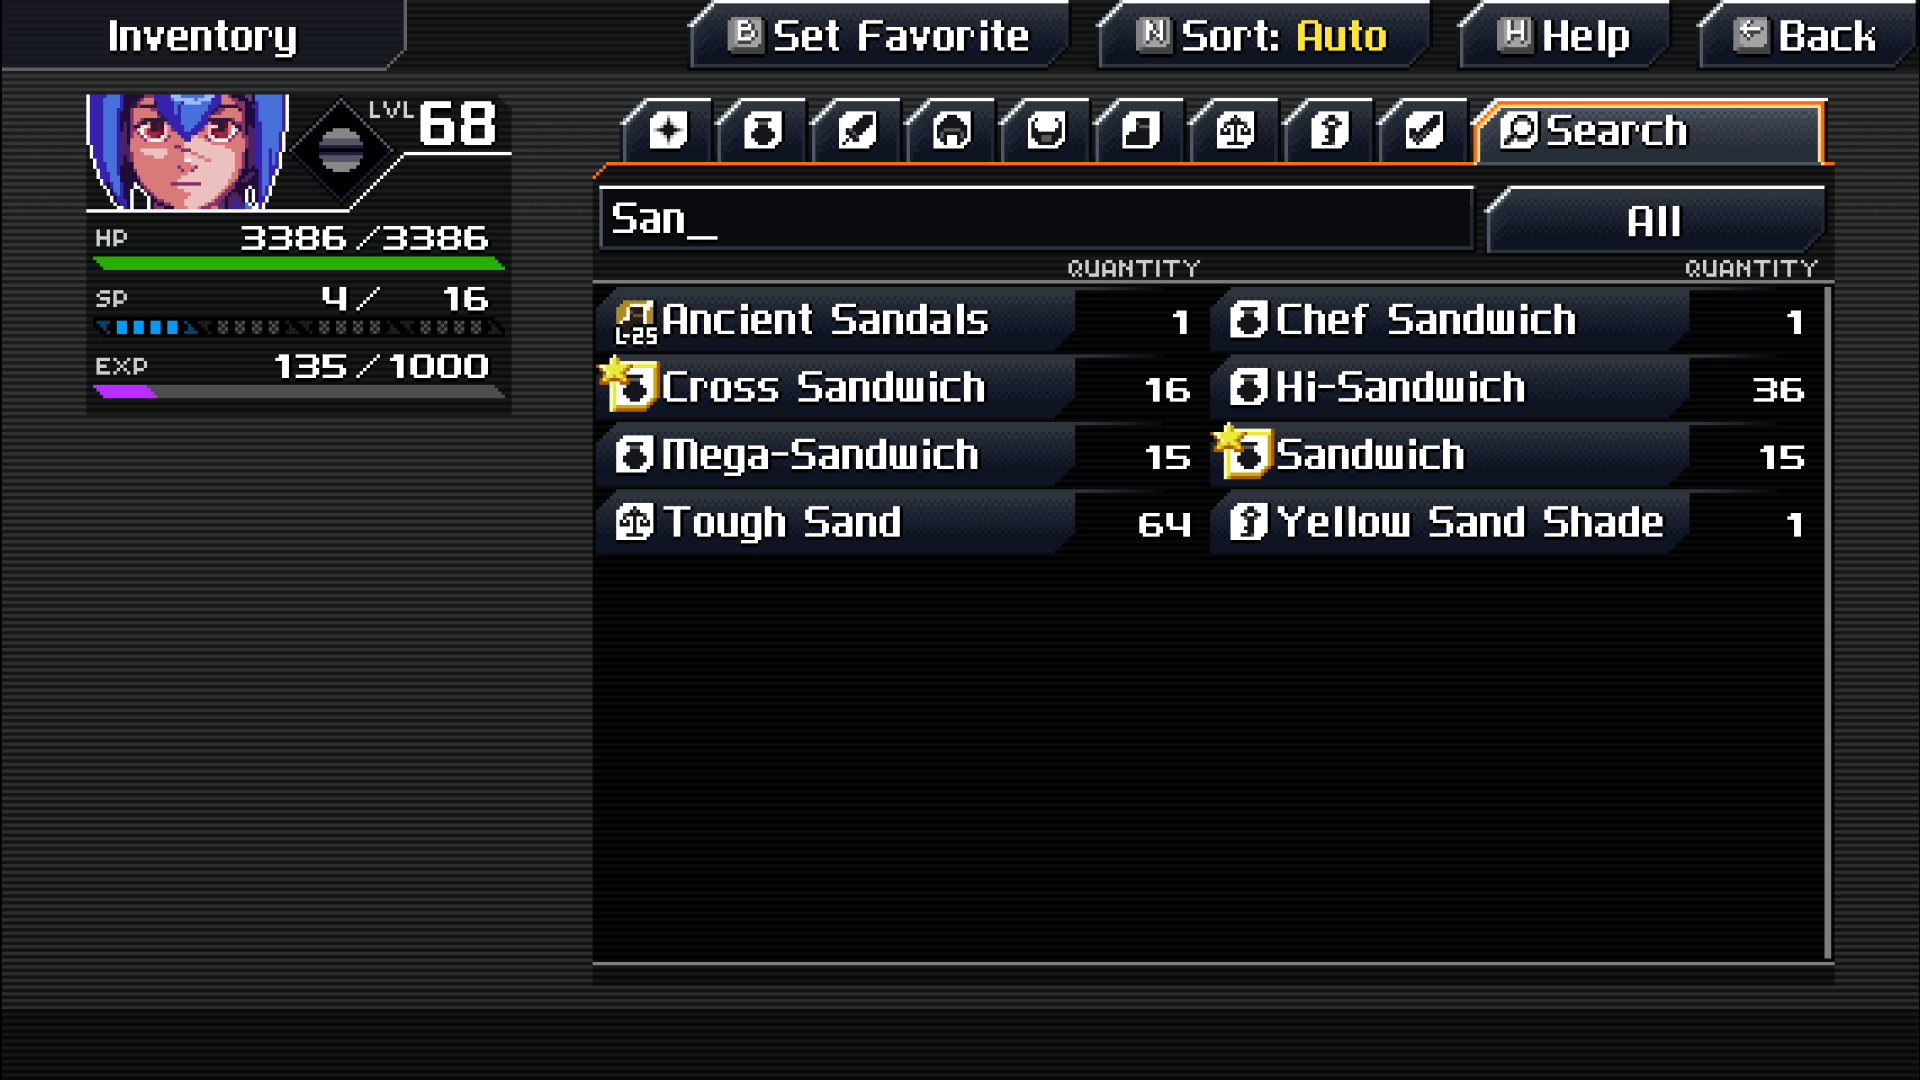 Inventory
B Set Favorite
N Sort: Auto
H Help
Back
LVL 68
HP 3386/3386
SP 4/ 16
EXP 135/1000
Search
San_
All
QUANTITY QUANTITY
L-25 Ancient Sandals 1 Chef Sandwich 1
Cross Sandwich 16 Hi-Sandwich 36
Mega-Sandwich 15 Sandwich 15
Tough Sand 64 Yellow Sand Shade 1